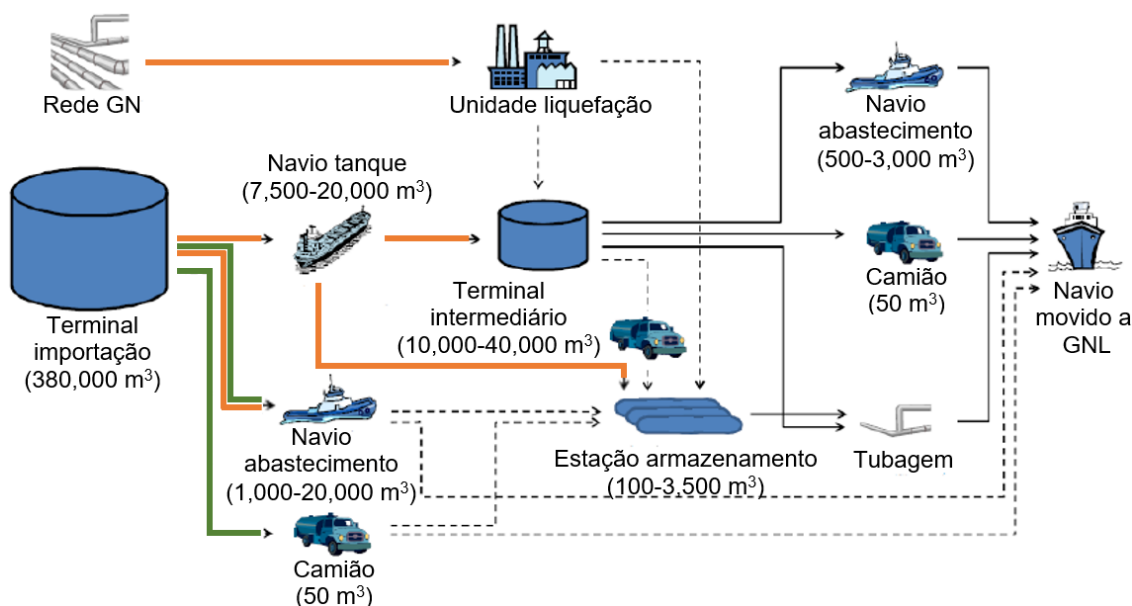 Rede GN
Unidade liquefação
Navio
abastecimento
(500-3,000 m³)
Navio tanque
(7,500-20,000 m³)
Terminal
importação
(380,000 m³)
Terminal
intermediário
(10,000-40,000 m³)
Camião
(50 m³)
Navio
movido a
GNL
Navio
abastecimento
(1,000-20,000 m³)
Estação armazenamento
(100-3,500 m³)
Tubagem
Camião
(50 m³)